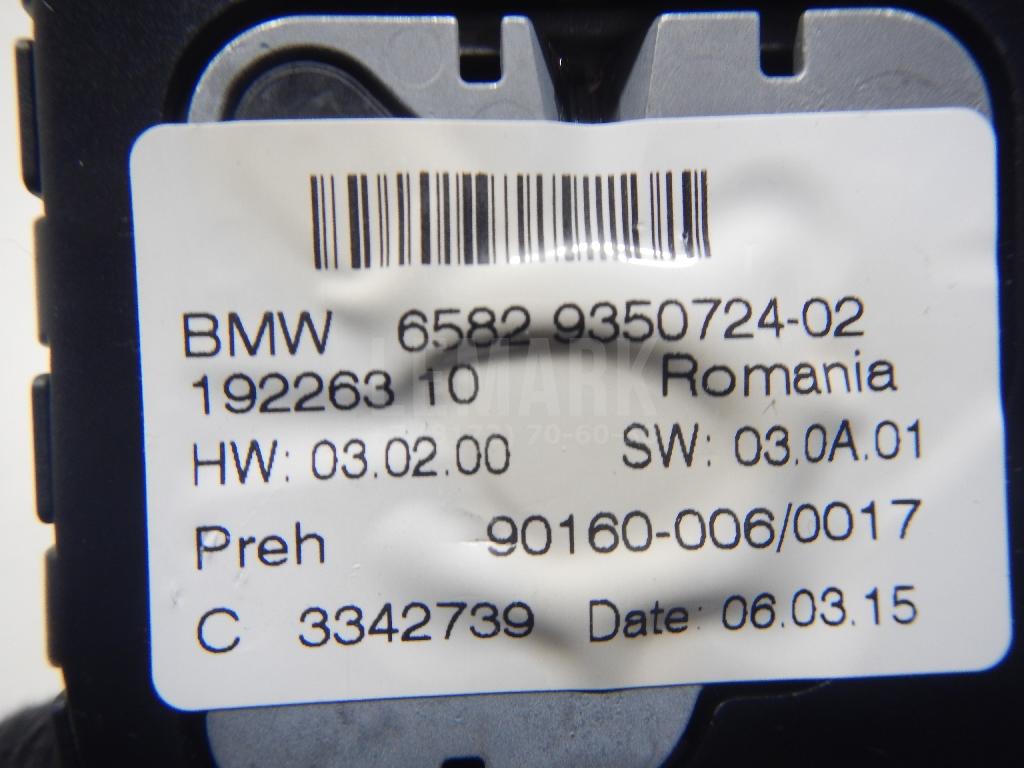 BMW 6582 9350724-02
192263 10 Romania
LEMARK
HW: 03.02.00 SW: 03.0A.01
Preh 90160-006/0017
C 3342739 Date: 06.03.15